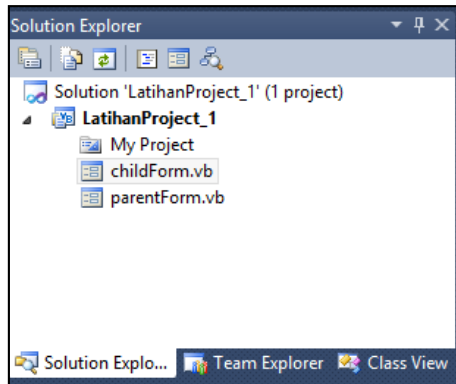 Solution Explorer
Solution 'LatihanProject_1' (1 project)
LatihanProject_1
My Project
childForm.vb
parentForm.vb
Solution Explo... Team Explorer Class View